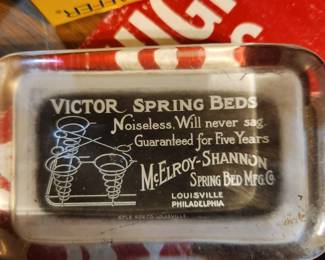 EFER
VICTOR SPRING BEDS
Noiseless. Will never sag.
Guaranteed for Five Years
McELROY-SHANNON
SPRING BED MFG. CO
LOUISVILLE
PHILADELPHIA